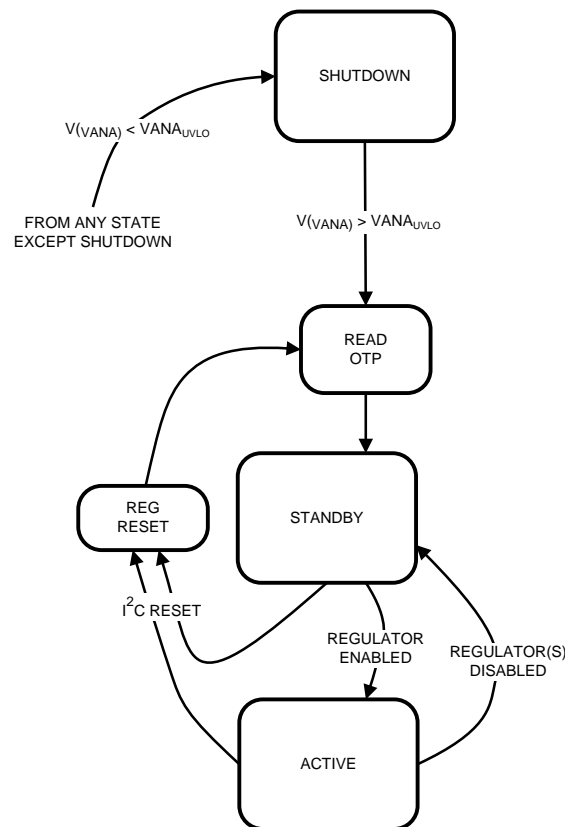 SHUTDOWN
V(VANA) < VANAUVLO
FROM ANY STATE
EXCEPT SHUTDOWN
V(VANA) > VANAUVLO
READ
OTP
REG
RESET
STANDBY
I²C RESET
REGULATOR
ENABLED
REGULATOR(S)
DISABLED
ACTIVE